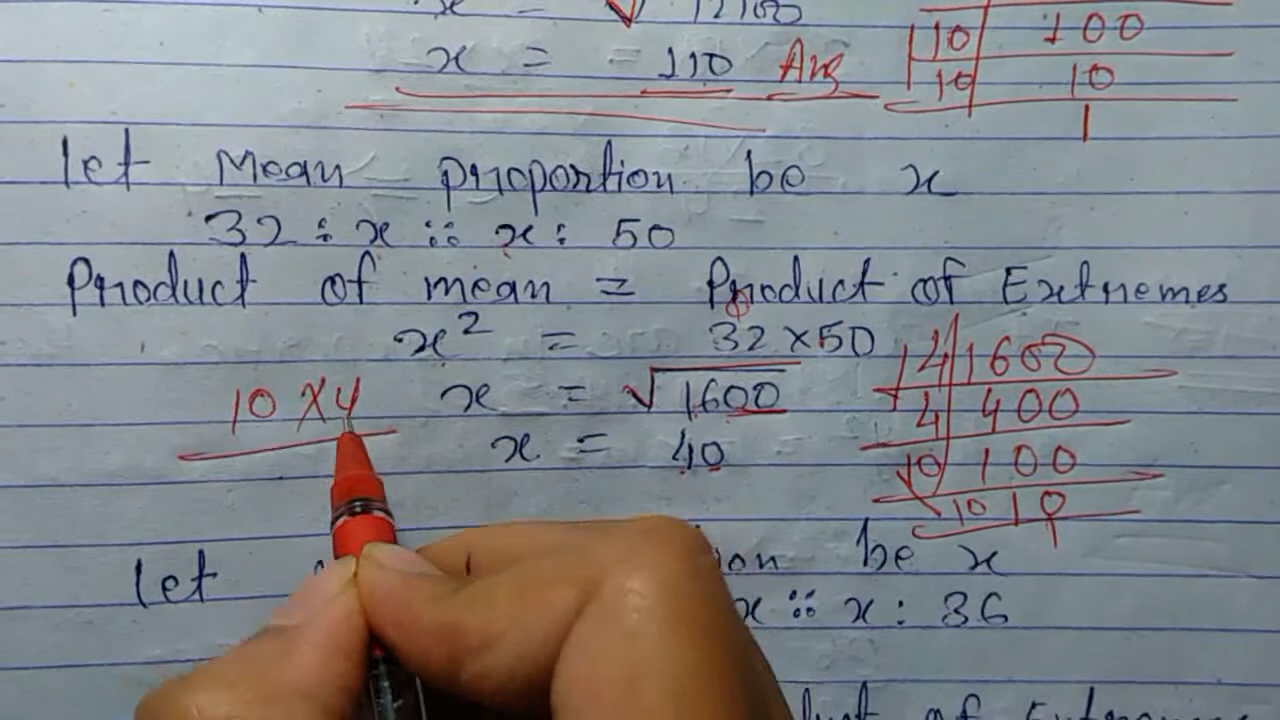 x = 110 Ans
10 100
10 10
1
Let Mean proportion be x
32 : x :: x : 50
Product of mean = Product of Extremes
x² = 32 x 50
4 1600
10 x 4 x = √1600
4 400
x = 40
10 100
10 10
Let be x
x :: x : 36
of